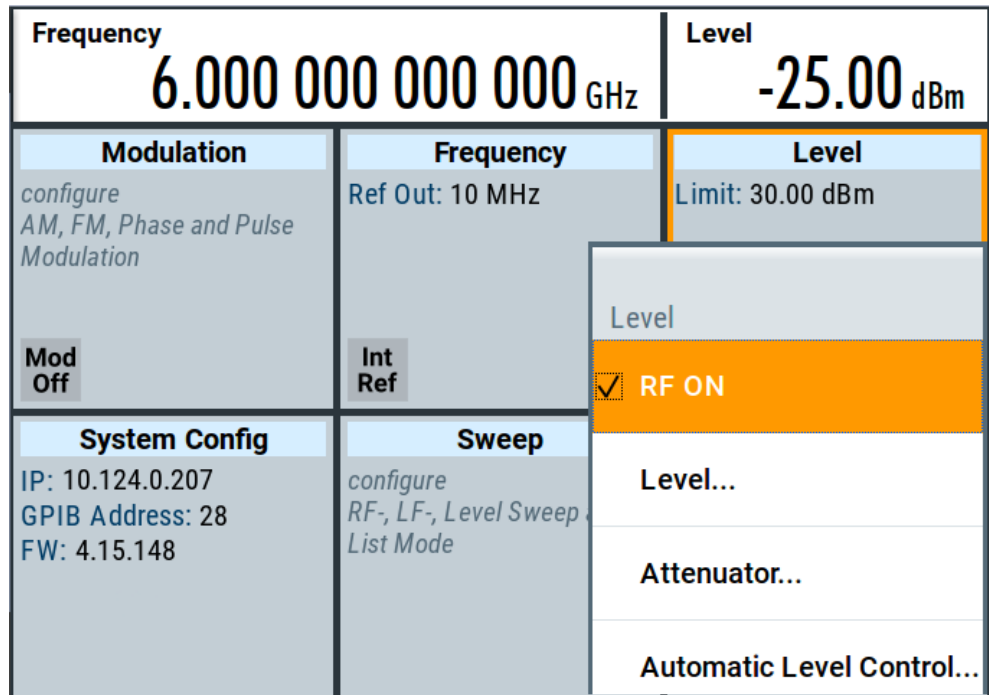 Frequency
6.000 000 000 000 GHz
Level
-25.00 dBm
Modulation
configure
AM, FM, Phase and Pulse
Modulation
Mod
Off
Frequency
Ref Out: 10 MHz
Int
Ref
Level
Limit: 30.00 dBm
System Config
IP: 10.124.0.207
GPIB Address: 28
FW: 4.15.148
Sweep
configure
RF-, LF-, Level Sweep
List Mode
Level
RF ON
Level...
Attenuator...
Automatic Level Control...